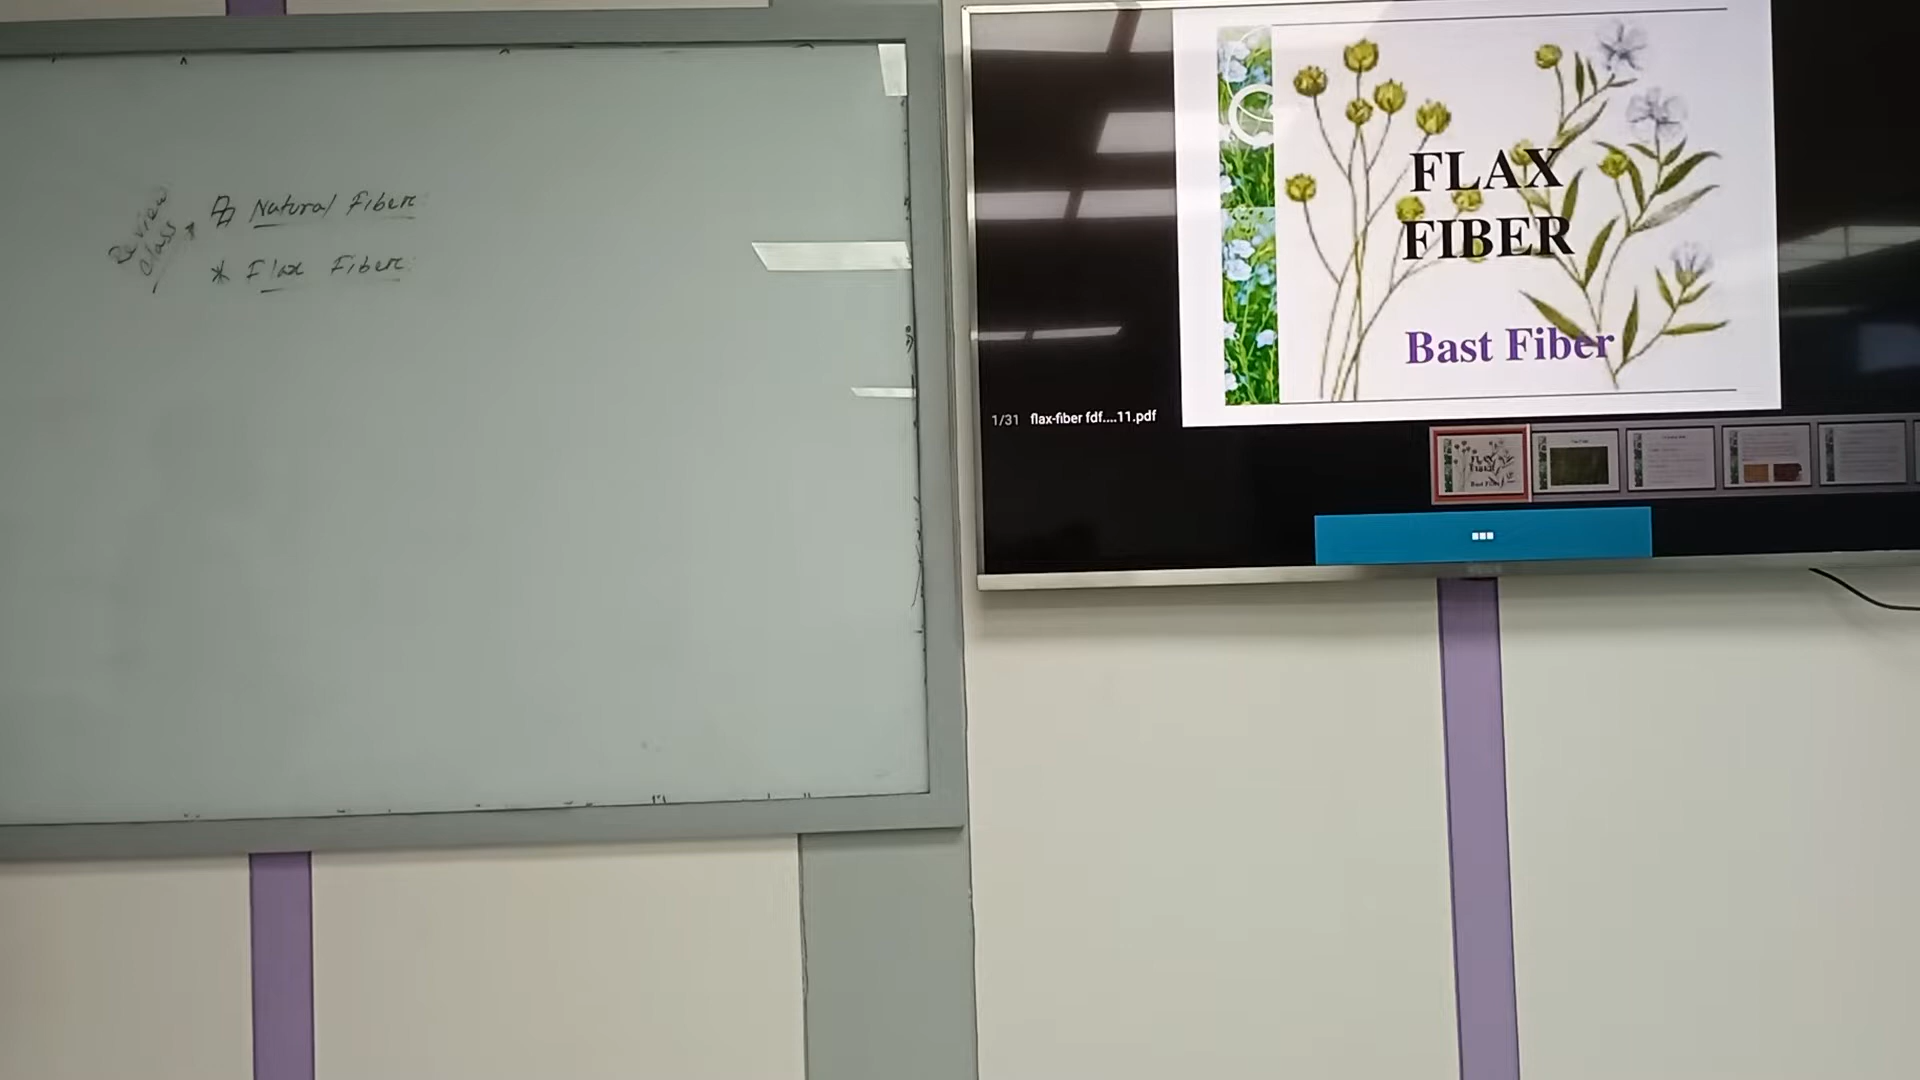 Review
class
Natural Fiber
* Flax Fiber
FLAX
FIBER
Bast Fiber
1/31 flax-fiber fdf....11.pdf